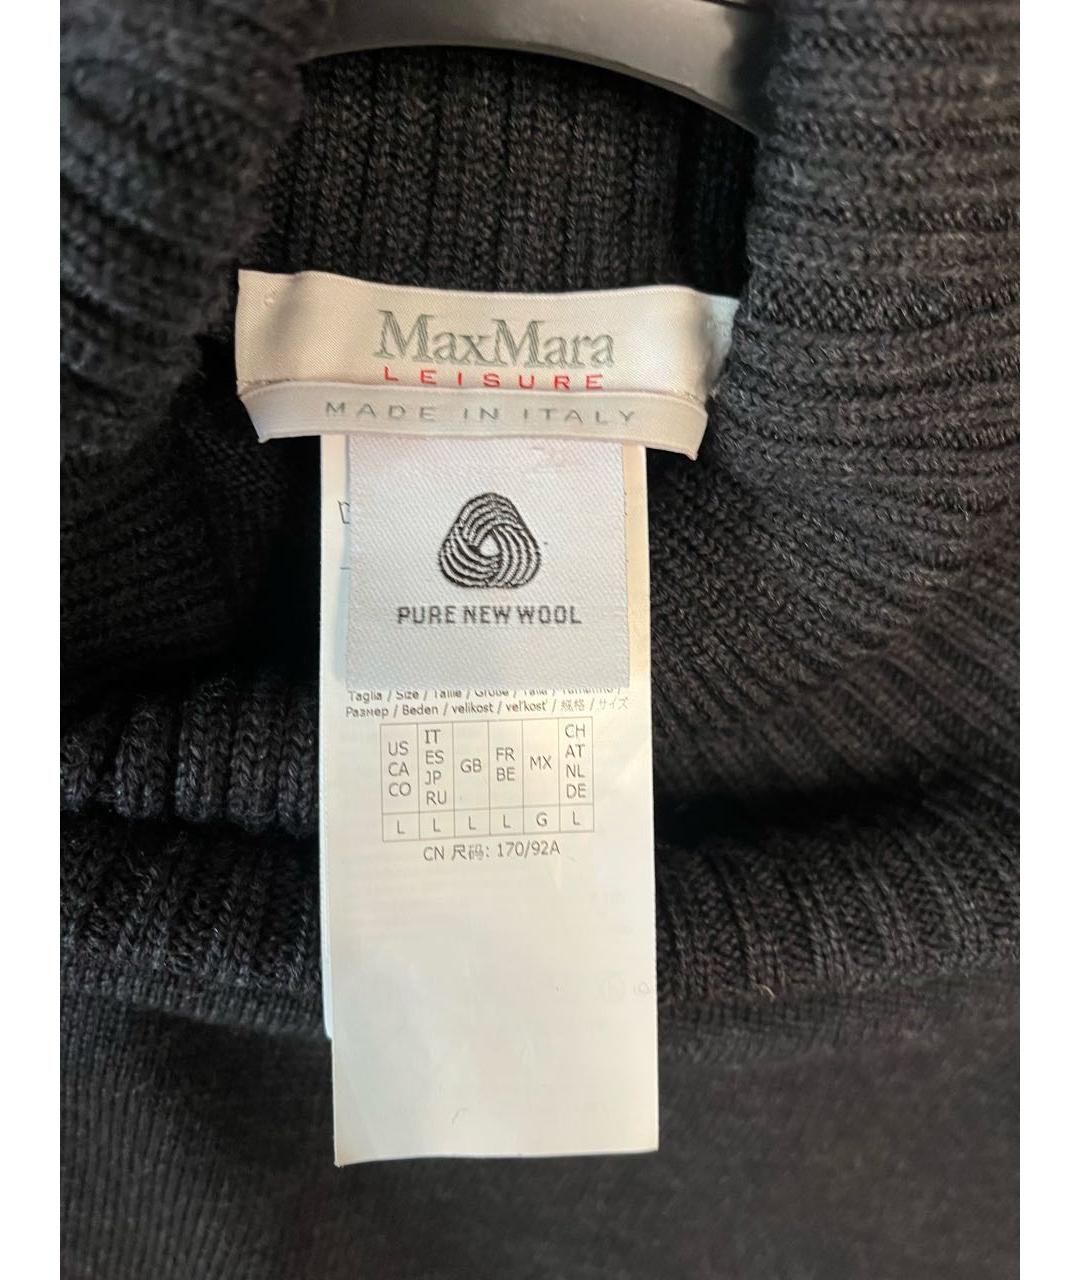 MaxMara
LEISURE
MADE IN ITALY
PURE NEW WOOL
Taglia / Size / Taille / Größe / Talla /
Размер / Beden / velikost / veľkosť / 规格 / サイズ
US CA CO IT ES JP RU GB FR BE MX CH AT NL DE
L L L L G L
CN 尺码: 170/92A